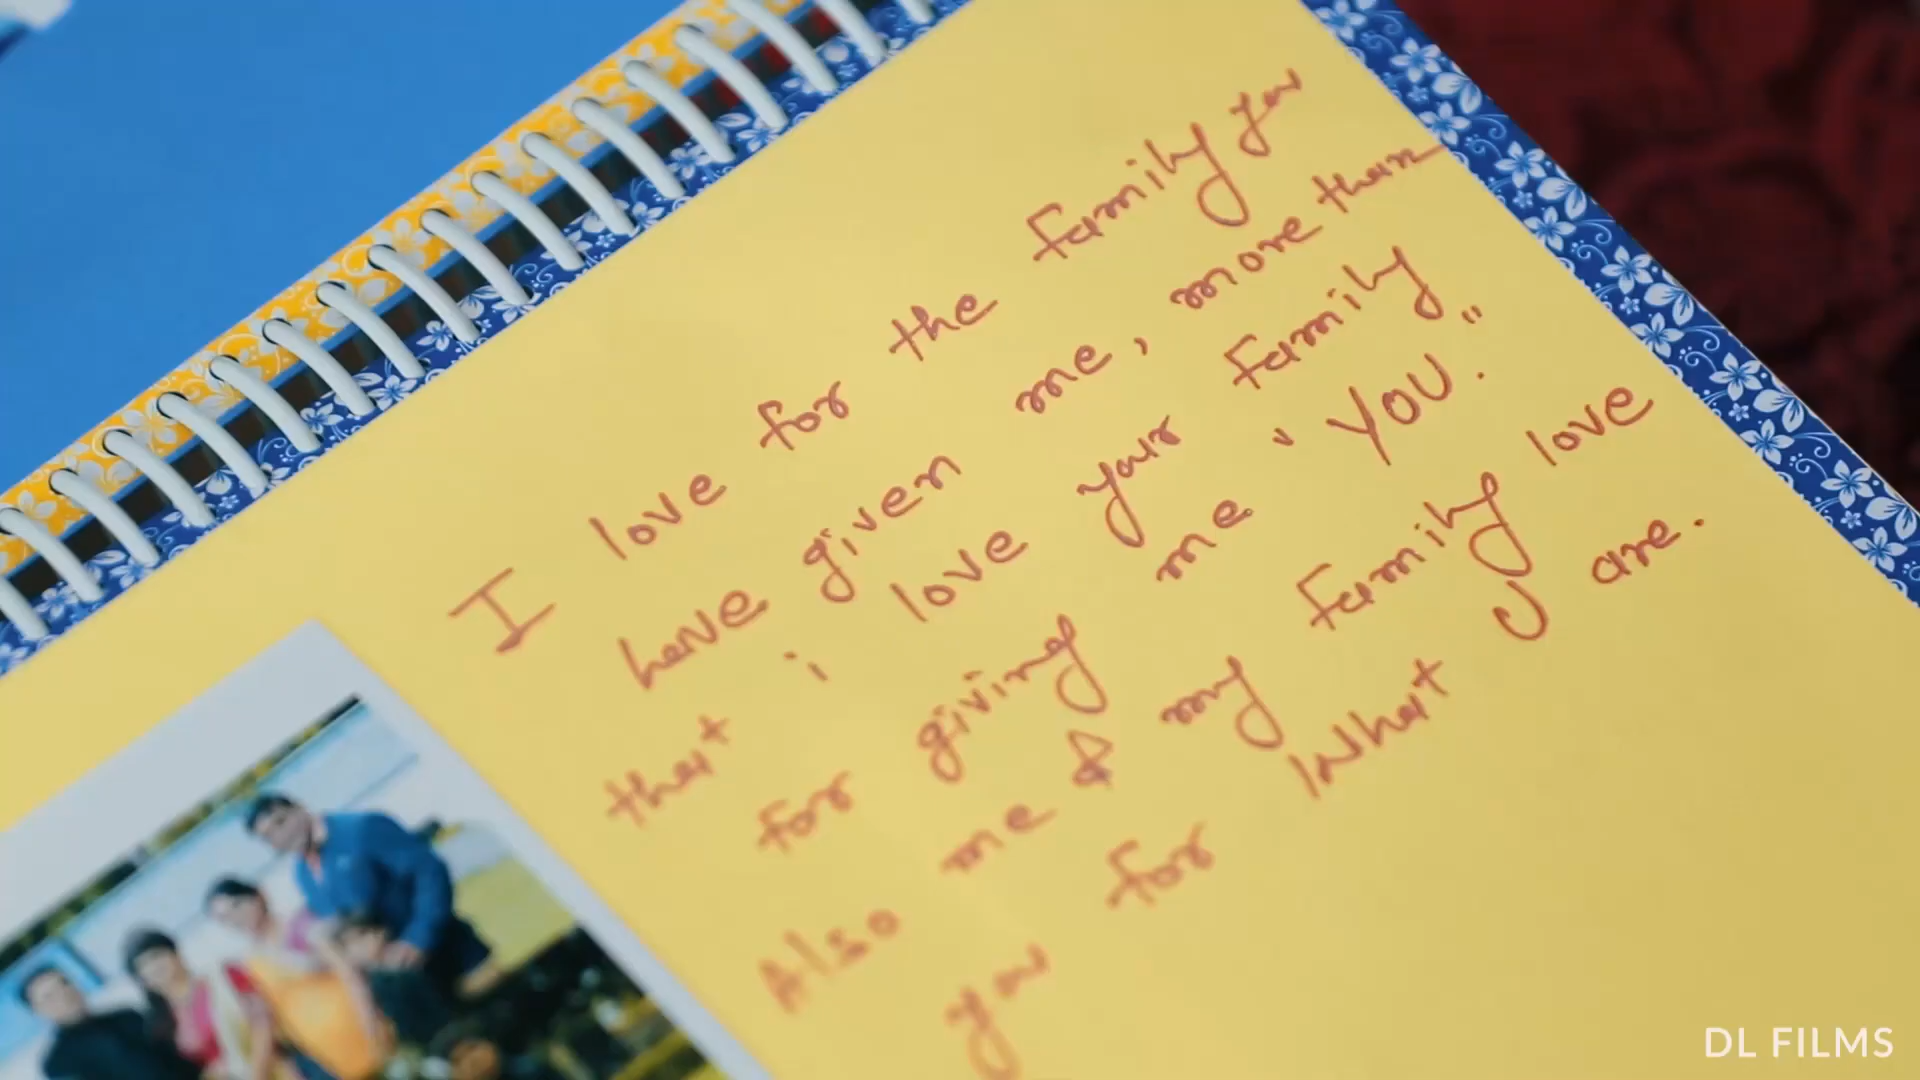 I love for the family you
have given me, more than
that i love your family
for giving me "YOU."
Also me & my family love
you for what U are.
DL FILMS